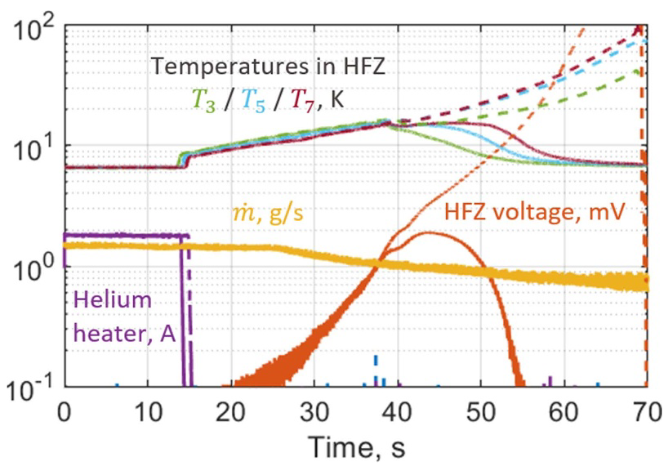 10²
Temperatures in HFZ
T₃ / T₅ / T₇, K
10¹
ṁ, g/s
HFZ voltage, mV
10⁰
Helium
heater, A
10⁻¹
0 10 20 30 40 50 60 70
Time, s